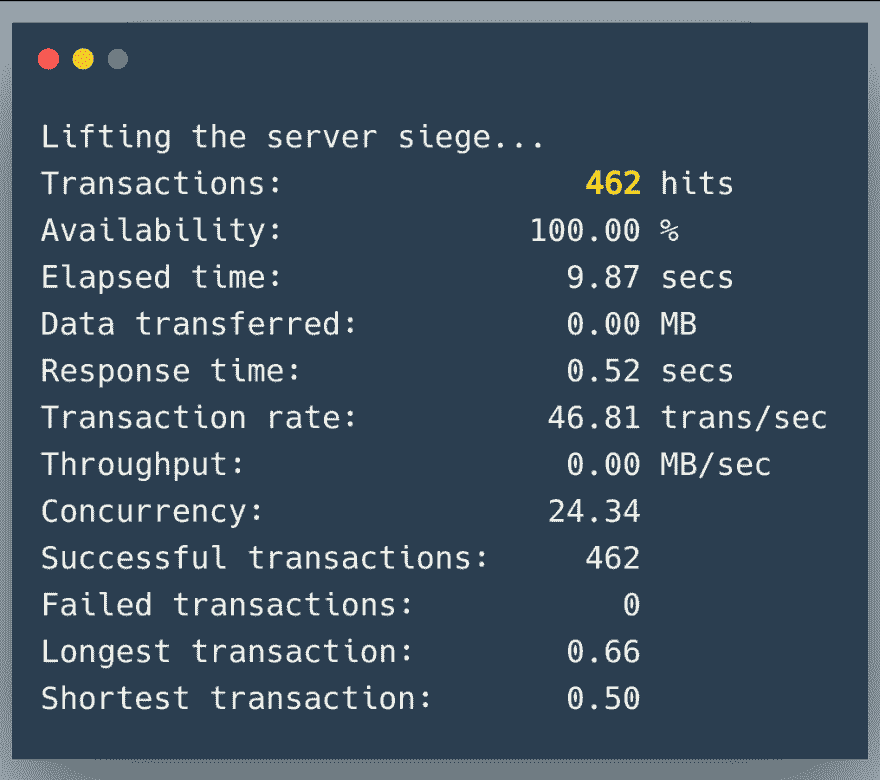 Lifting the server siege...
Transactions: 462 hits
Availability: 100.00 %
Elapsed time: 9.87 secs
Data transferred: 0.00 MB
Response time: 0.52 secs
Transaction rate: 46.81 trans/sec
Throughput: 0.00 MB/sec
Concurrency: 24.34
Successful transactions: 462
Failed transactions: 0
Longest transaction: 0.66
Shortest transaction: 0.50